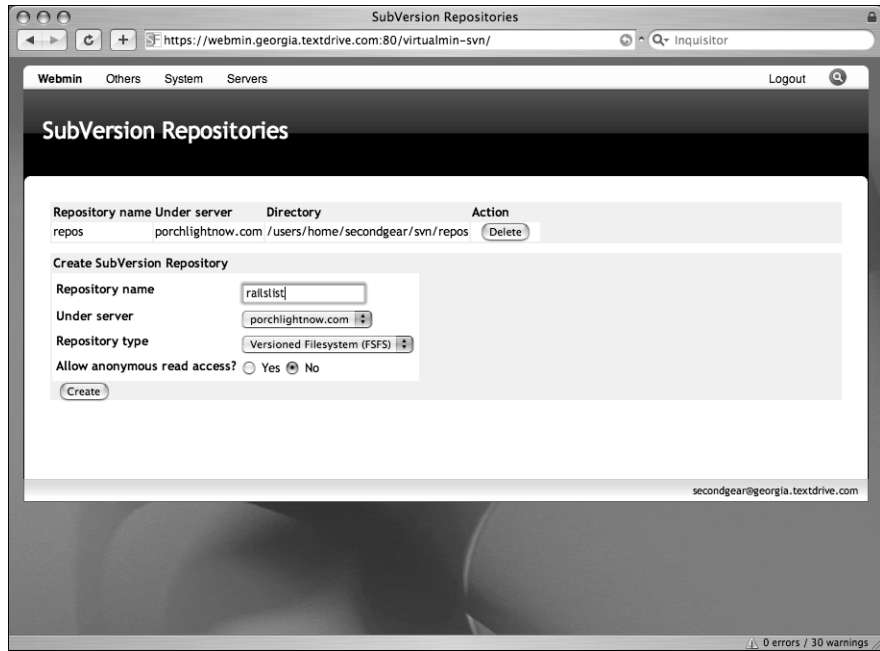 SubVersion Repositories
https://webmin.georgia.textdrive.com:80/virtualmin-svn/
Inquisitor
Webmin Others System Servers Logout
SubVersion Repositories
Repository name Under server Directory Action
repos porchlightnow.com /users/home/secondgear/svn/repos Delete
Create SubVersion Repository
Repository name railslist
Under server porchlightnow.com
Repository type Versioned Filesystem (FSFS)
Allow anonymous read access? Yes No
Create
secondgear@georgia.textdrive.com
0 errors / 30 warnings